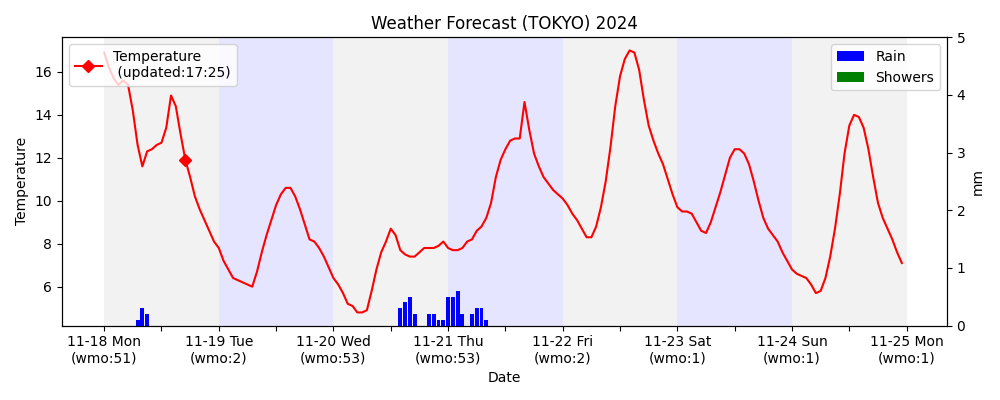 Weather Forecast (TOKYO) 2024
Temperature
(updated:17:25)
Rain
Showers
Temperature
16
14
12
10
8
6
5
4
3
2
1
0
mm
11-18 Mon
(wmo:51)
11-19 Tue
(wmo:2)
11-20 Wed
(wmo:53)
11-21 Thu
(wmo:53)
11-22 Fri
(wmo:2)
11-23 Sat
(wmo:1)
11-24 Sun
(wmo:1)
11-25 Mon
(wmo:1)
Date